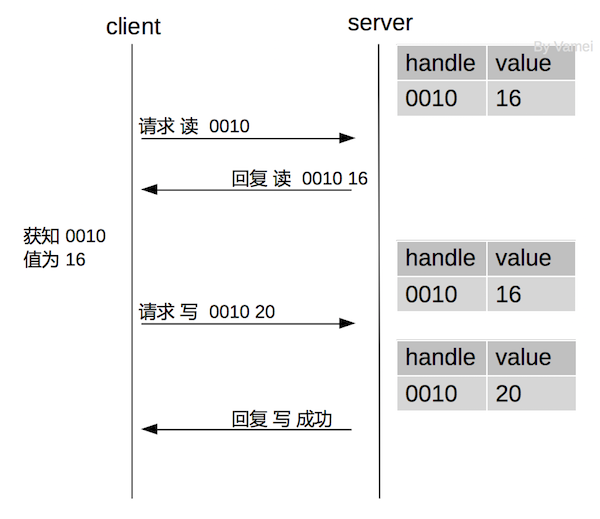 client
server
By Vamei
handle value
0010 16
请求 读 0010
回复 读 0010 16
获知 0010
值为 16
handle value
0010 16
请求 写 0010 20
handle value
0010 20
回复 写 成功